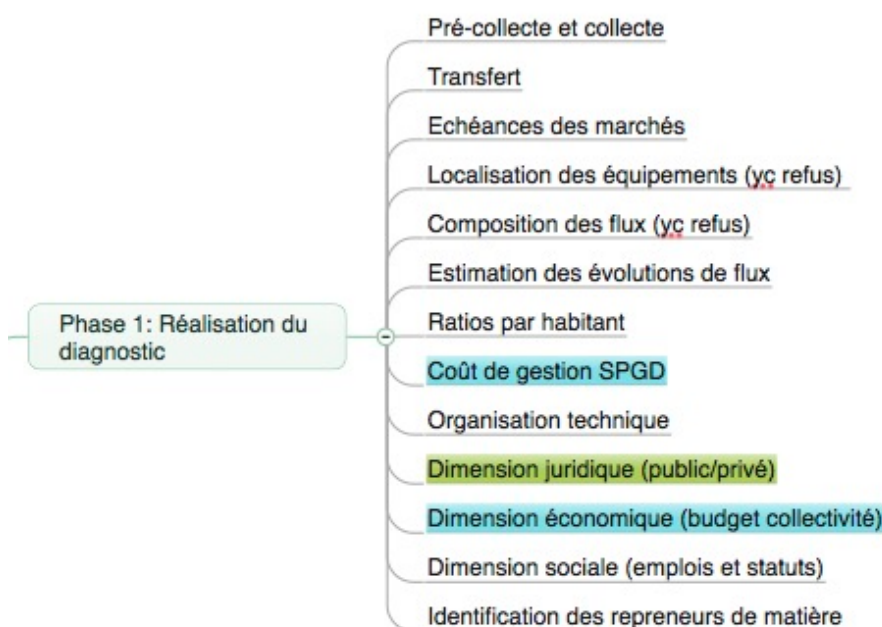 Pré-collecte et collecte
Transfert
Echéances des marchés
Localisation des équipements (yc refus)
Composition des flux (yc refus)
Estimation des évolutions de flux
Phase 1: Réalisation du
diagnostic
Ratios par habitant
Coût de gestion SPGD
Organisation technique
Dimension juridique (public/privé)
Dimension économique (budget collectivité)
Dimension sociale (emplois et statuts)
Identification des repreneurs de matière